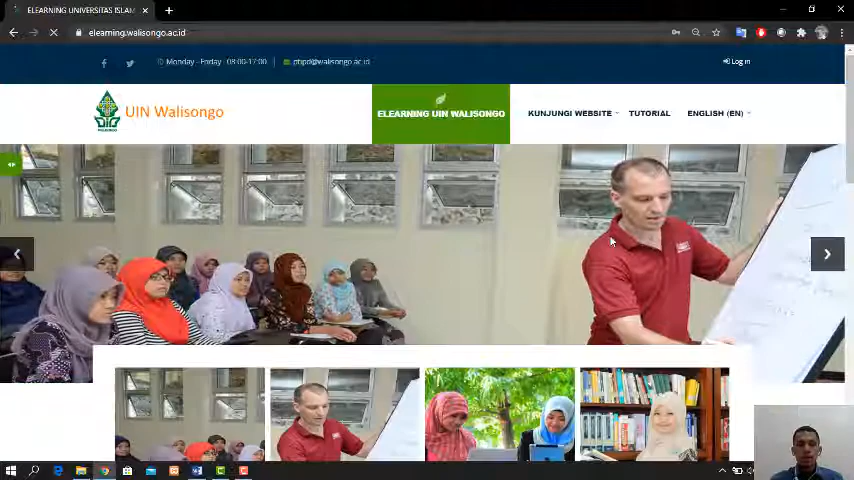 ELEARNING UNIVERSITAS ISLAM
elearning.walisongo.ac.id
Monday - Forday : 08:00-17:00
ptipd@walisongo.ac.id
Log in
UIN Walisongo
ELEARNING UIN WALISONGO
KUNJUNGI WEBSITE
TUTORIAL
ENGLISH (EN)